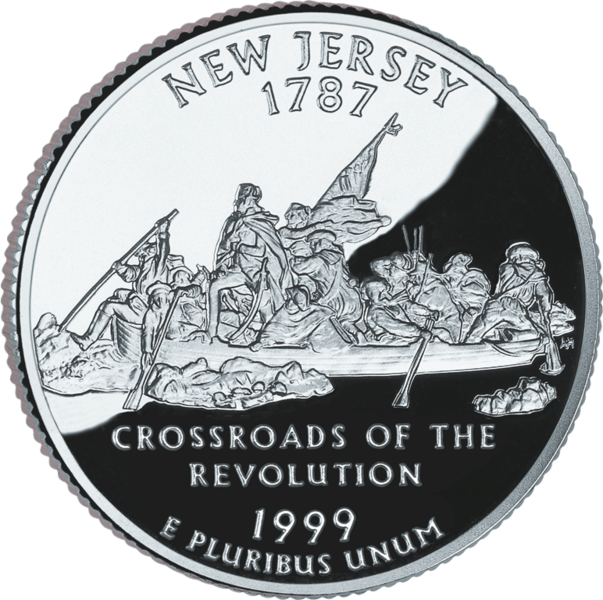 NEW JERSEY
1787
CROSSROADS OF THE
REVOLUTION
1999
E PLURIBUS UNUM